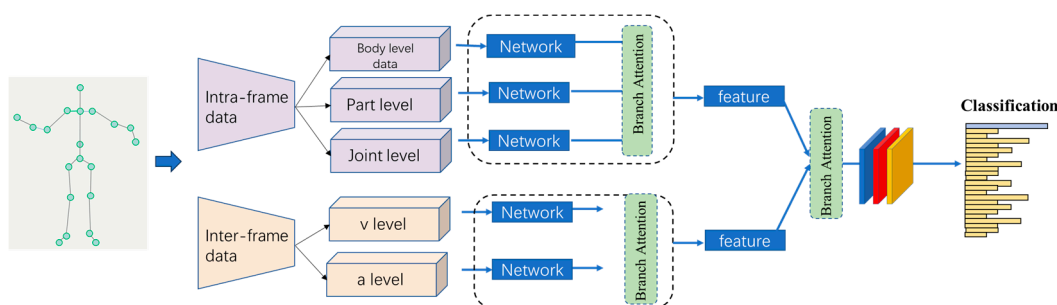 Intra-frame
data
Body level
data
Part level
Joint level
Network
Network
Network
Branch Attention
feature
Inter-frame
data
v level
a level
Network
Network
Branch Attention
feature
Branch Attention
Classification